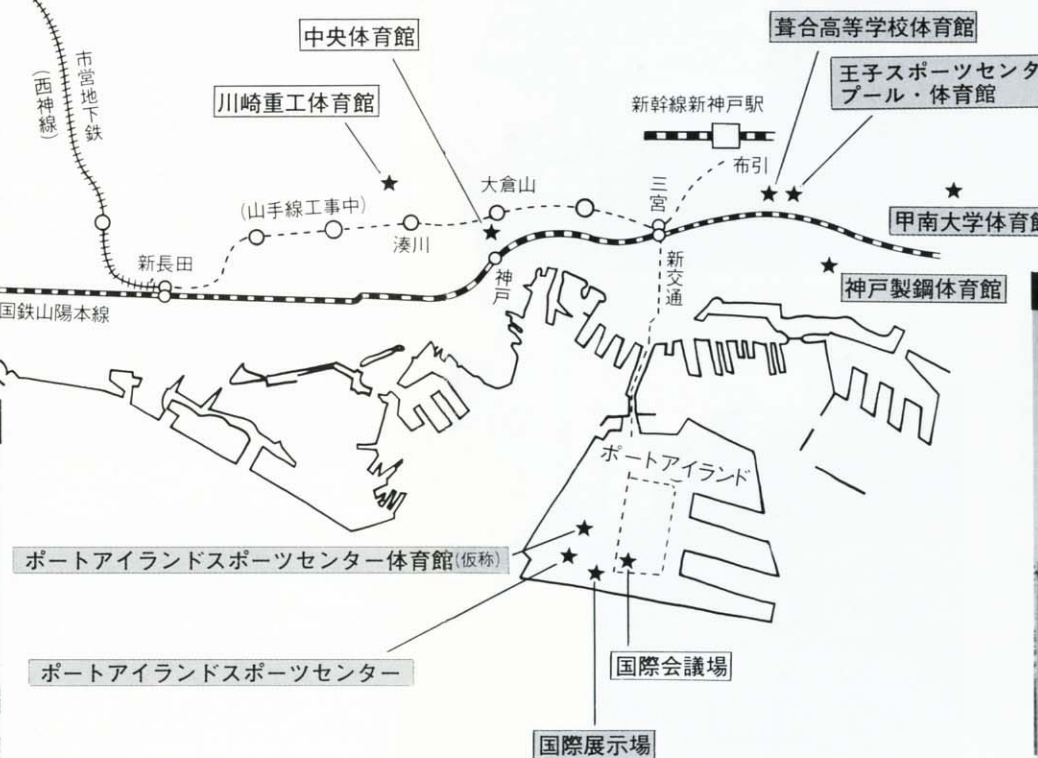 中央体育館
葺合高等学校体育館
王子スポーツセンタ
プール・体育館
川崎重工体育館
市営地下鉄
(西神線)
新幹線新神戸駅
布引
大倉山
三宮
(山手線工事中)
湊川
甲南大学体育館
新長田
神戸
新交通
神戸製鋼体育館
国鉄山陽本線
ポートアイランド
ポートアイランドスポーツセンター体育館(仮称)
ポートアイランドスポーツセンター
国際会議場
国際展示場